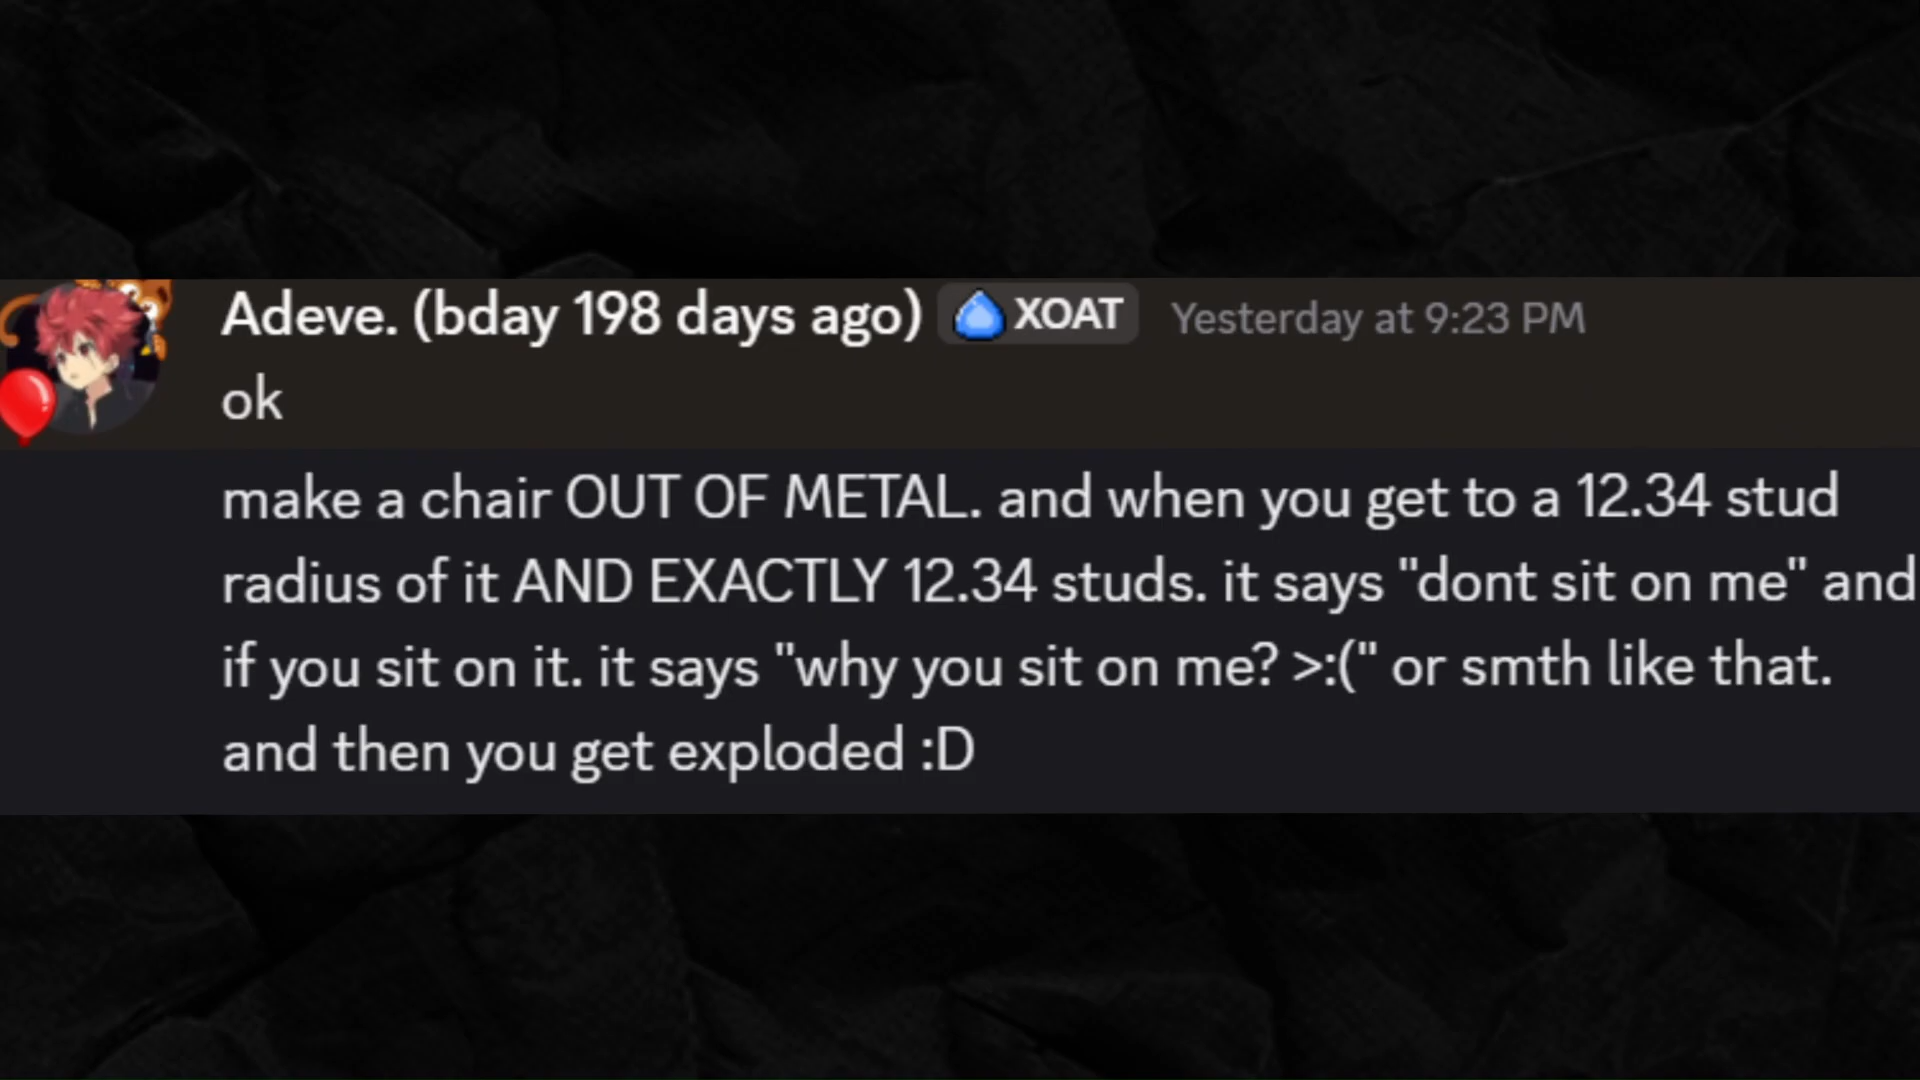 Adeve. (bday 198 days ago) XOAT Yesterday at 9:23 PM
ok
make a chair OUT OF METAL. and when you get to a 12.34 stud
radius of it AND EXACTLY 12.34 studs. it says "dont sit on me" and
if you sit on it. it says "why you sit on me? >:(" or smth like that.
and then you get exploded :D